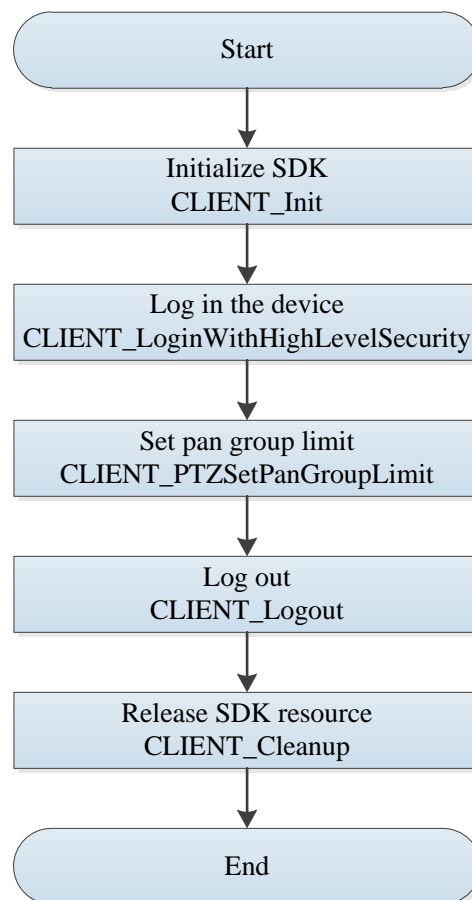 Start
Initialize SDK
CLIENT_Init
Log in the device
CLIENT_LoginWithHighLevelSecurity
Set pan group limit
CLIENT_PTZSetPanGroupLimit
Log out
CLIENT_Logout
Release SDK resource
CLIENT_Cleanup
End